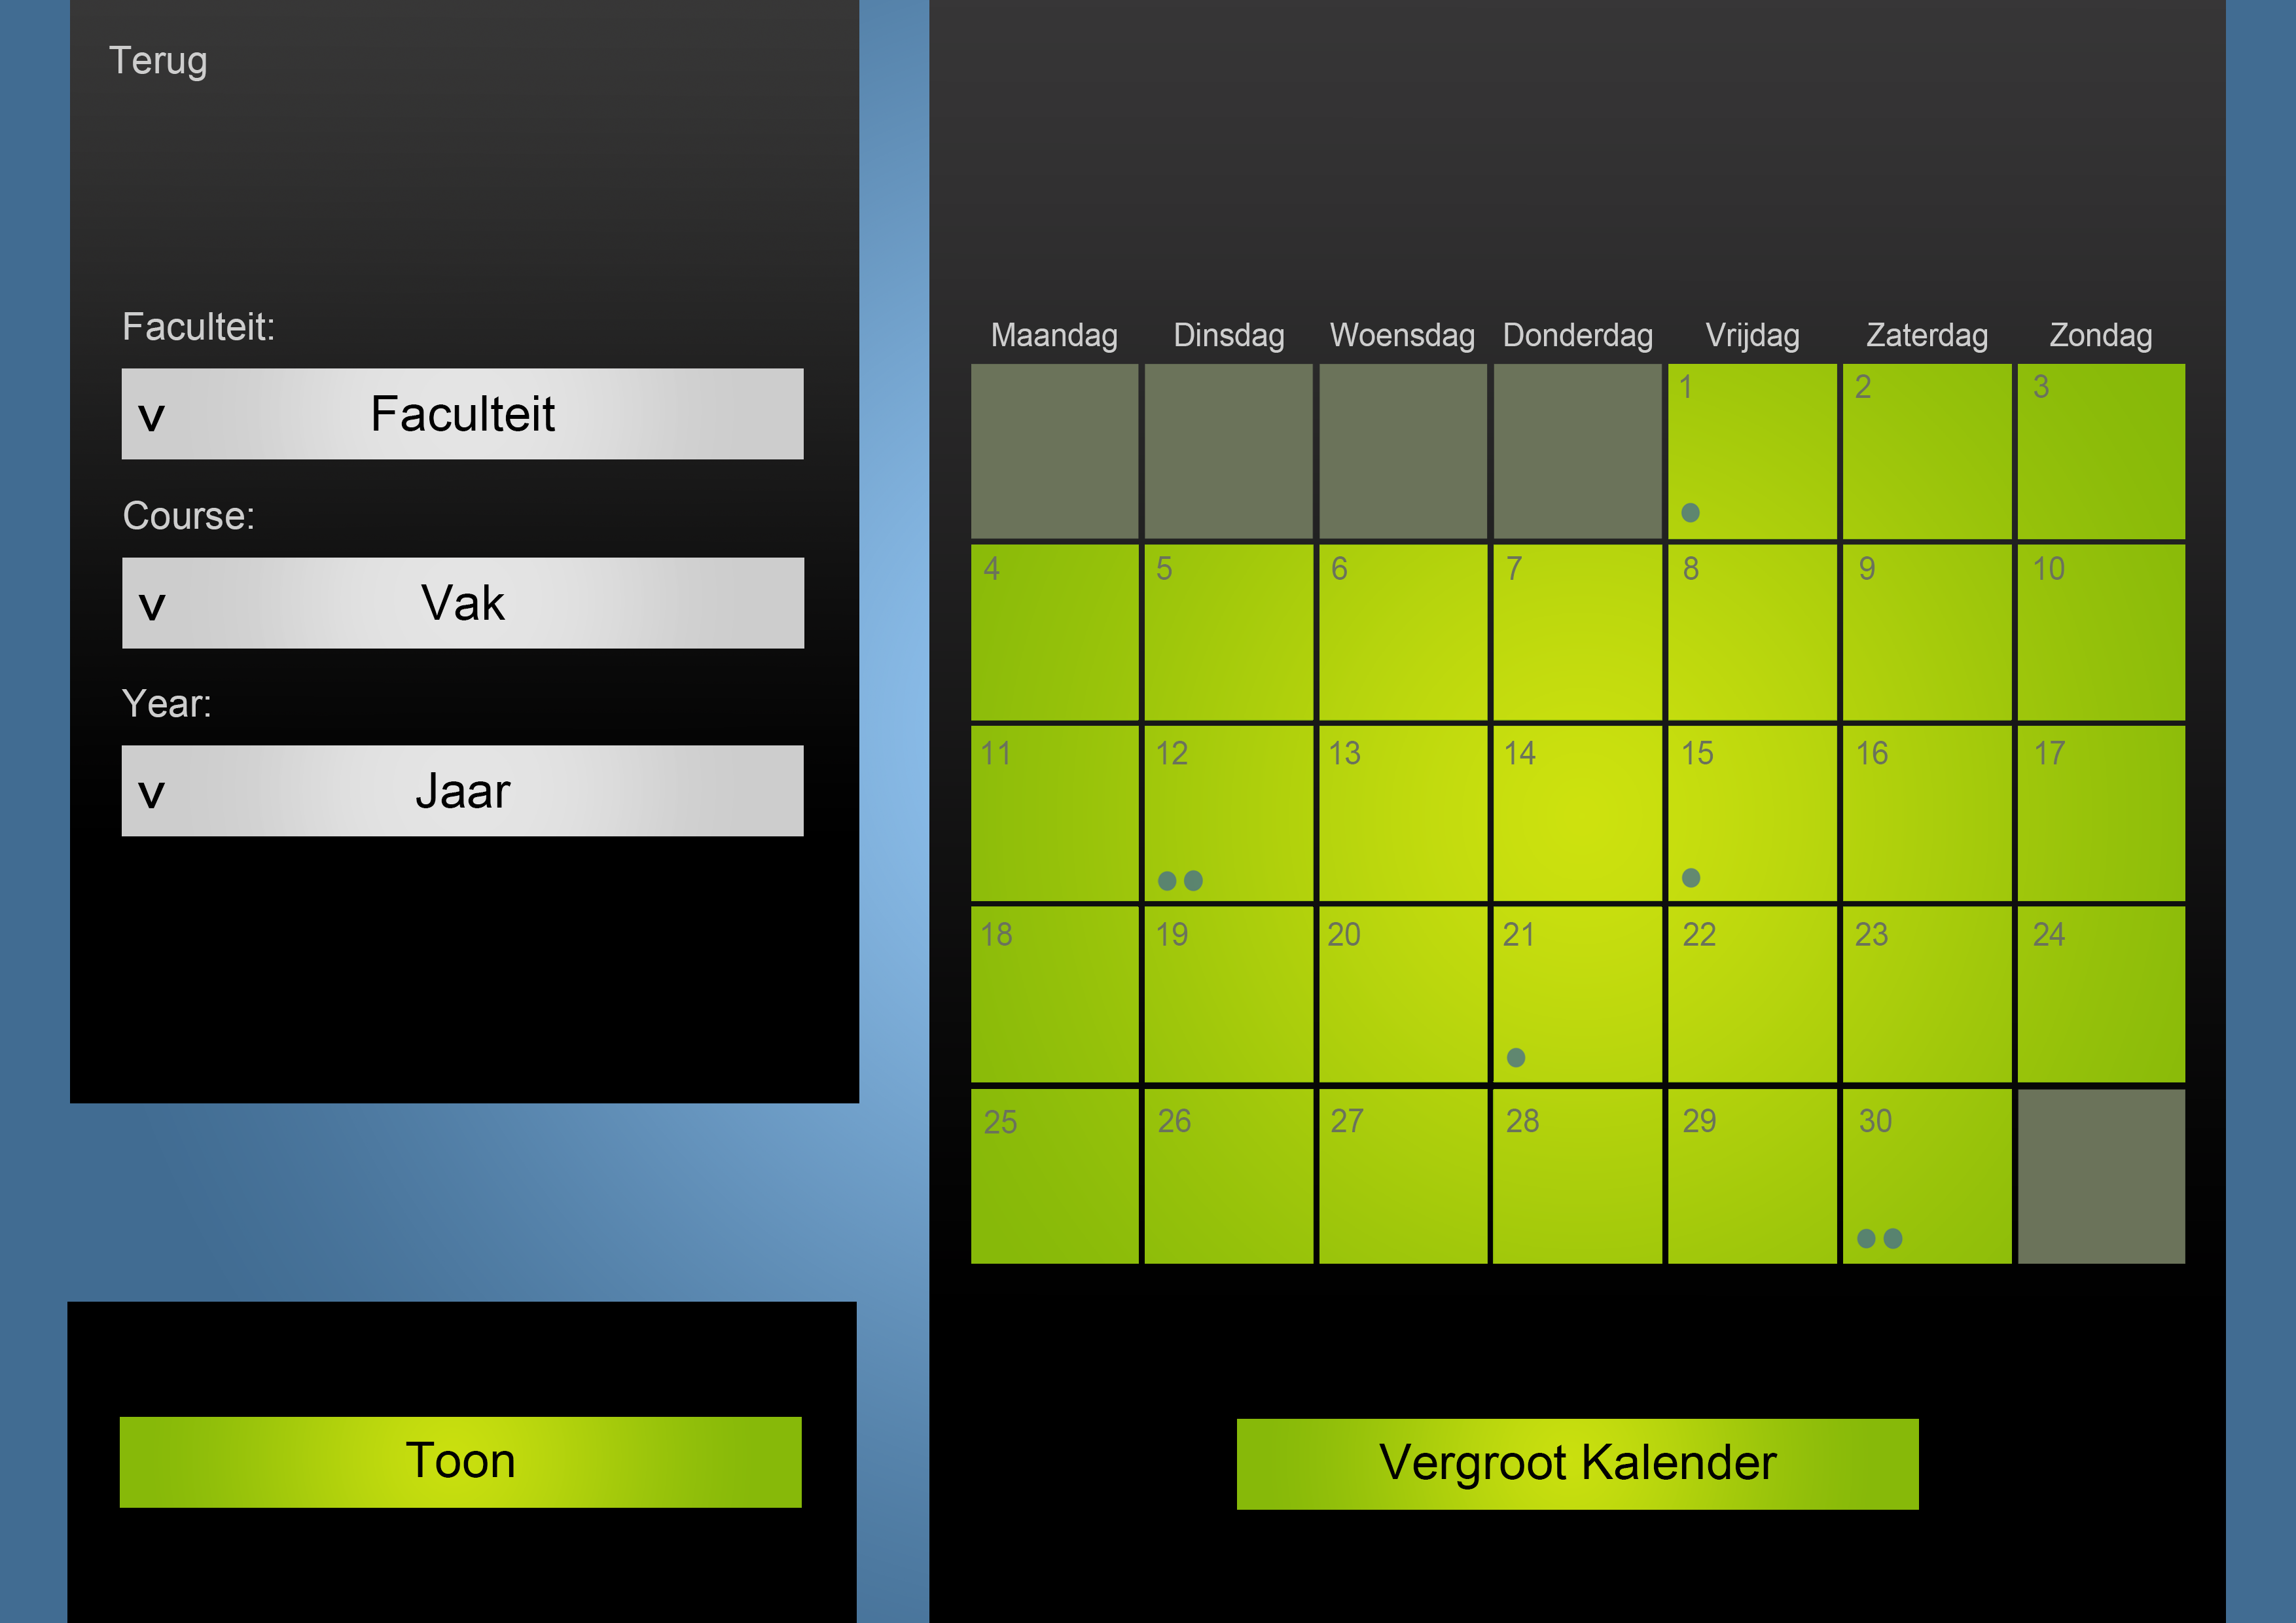 Terug
Faculteit:
v Faculteit
Course:
v Vak
Year:
v Jaar
Toon
Maandag Dinsdag Woensdag Donderdag Vrijdag Zaterdag Zondag
1 2 3
4 5 6 7 8 9 10
11 12 13 14 15 16 17
18 19 20 21 22 23 24
25 26 27 28 29 30
Vergroot Kalender